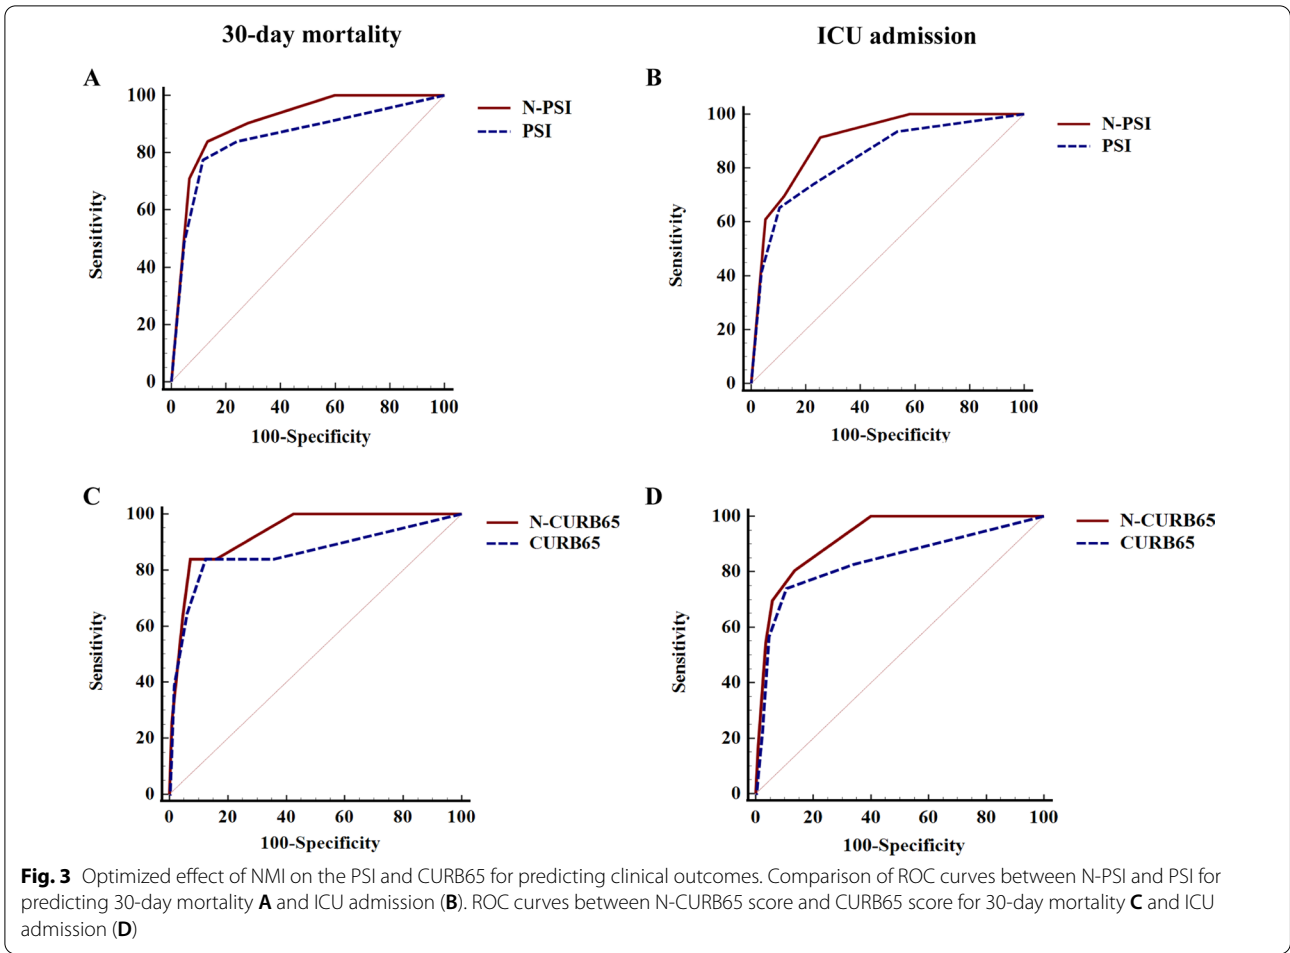 30-day mortality
ICU admission
A
100
80
60
40
20
0
Sensitivity
0 20 40 60 80 100
100-Specificity
N-PSI
PSI
B
100
80
60
40
20
0
Sensitivity
0 20 40 60 80 100
100-Specificity
N-PSI
PSI
C
100
80
60
40
20
0
Sensitivity
0 20 40 60 80 100
100-Specificity
N-CURB65
CURB65
D
100
80
60
40
20
0
Sensitivity
0 20 40 60 80 100
100-Specificity
N-CURB65
CURB65
Fig. 3 Optimized effect of NMI on the PSI and CURB65 for predicting clinical outcomes. Comparison of ROC curves between N-PSI and PSI for
predicting 30-day mortality A and ICU admission (B). ROC curves between N-CURB65 score and CURB65 score for 30-day mortality C and ICU
admission (D)